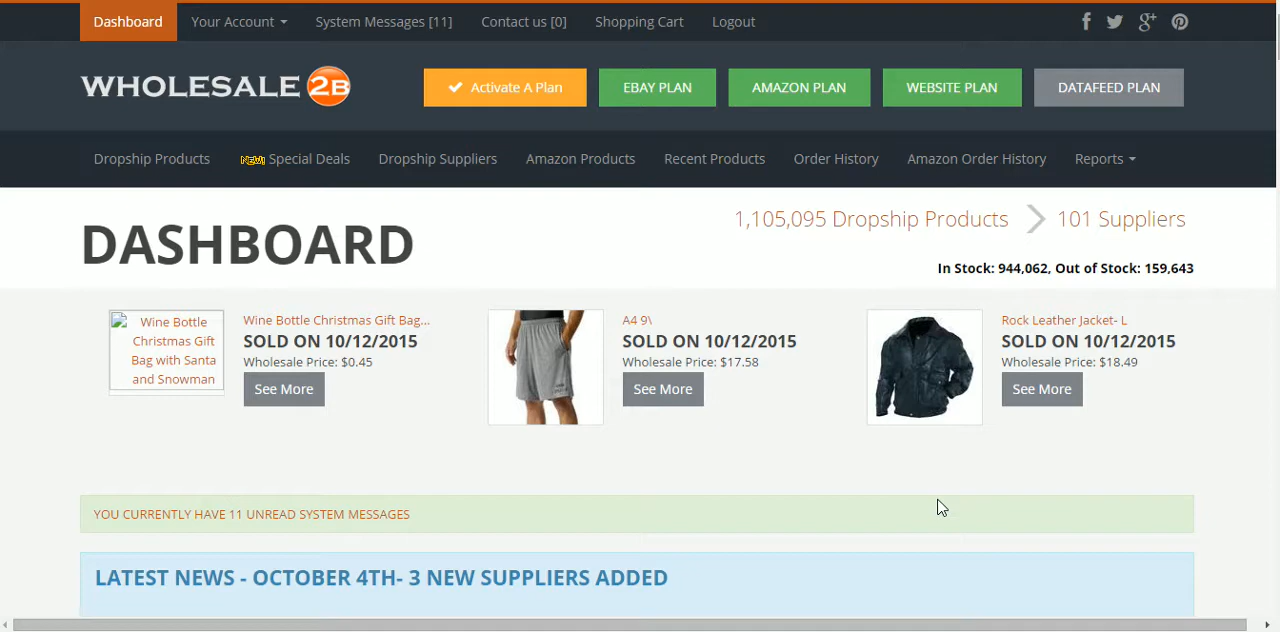 Dashboard Your Account System Messages [11] Contact us [0] Shopping Cart Logout
WHOLESALE 2B
Activate A Plan EBAY PLAN AMAZON PLAN WEBSITE PLAN DATAFEED PLAN
Dropship Products NEW! Special Deals Dropship Suppliers Amazon Products Recent Products Order History Amazon Order History Reports
DASHBOARD
1,105,095 Dropship Products 101 Suppliers
In Stock: 944,062, Out of Stock: 159,643
Wine Bottle
Christmas Gift
Bag with Santa
and Snowman
Wine Bottle Christmas Gift Bag...
SOLD ON 10/12/2015
Wholesale Price: $0.45
See More
A4 9\
SOLD ON 10/12/2015
Wholesale Price: $17.58
See More
Rock Leather Jacket- L
SOLD ON 10/12/2015
Wholesale Price: $18.49
See More
YOU CURRENTLY HAVE 11 UNREAD SYSTEM MESSAGES
LATEST NEWS - OCTOBER 4TH- 3 NEW SUPPLIERS ADDED